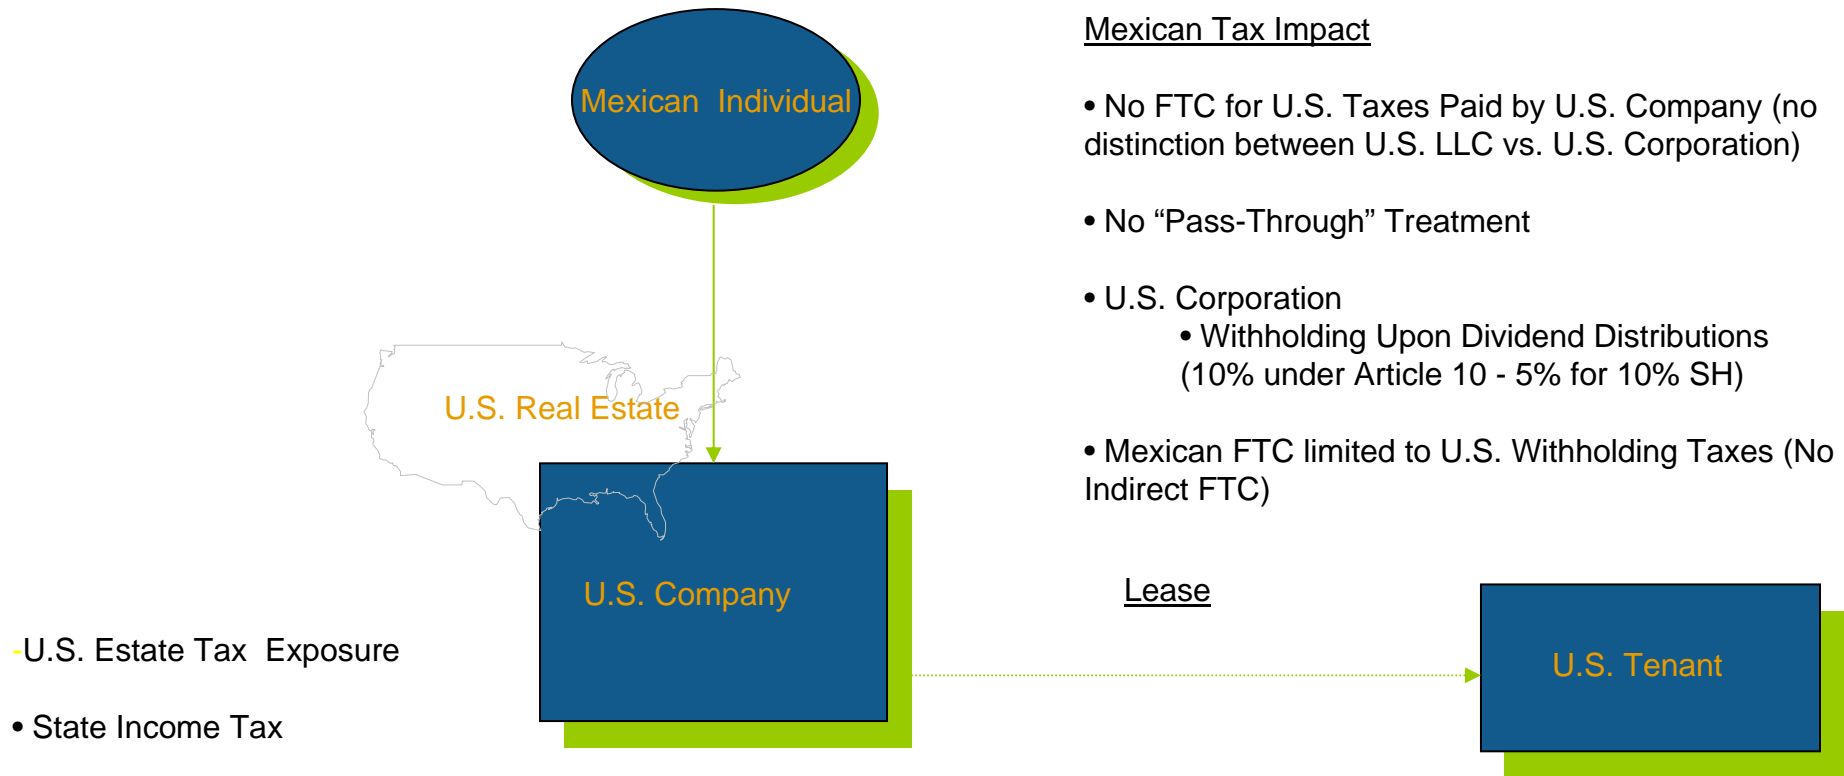 Mexican Individual
Mexican Tax Impact
• No FTC for U.S. Taxes Paid by U.S. Company (no
distinction between U.S. LLC vs. U.S. Corporation)
• No “Pass-Through” Treatment
• U.S. Corporation
• Withholding Upon Dividend Distributions
(10% under Article 10 - 5% for 10% SH)
• Mexican FTC limited to U.S. Withholding Taxes (No
Indirect FTC)
U.S. Real Estate
U.S. Company
Lease
U.S. Tenant
-U.S. Estate Tax Exposure
• State Income Tax